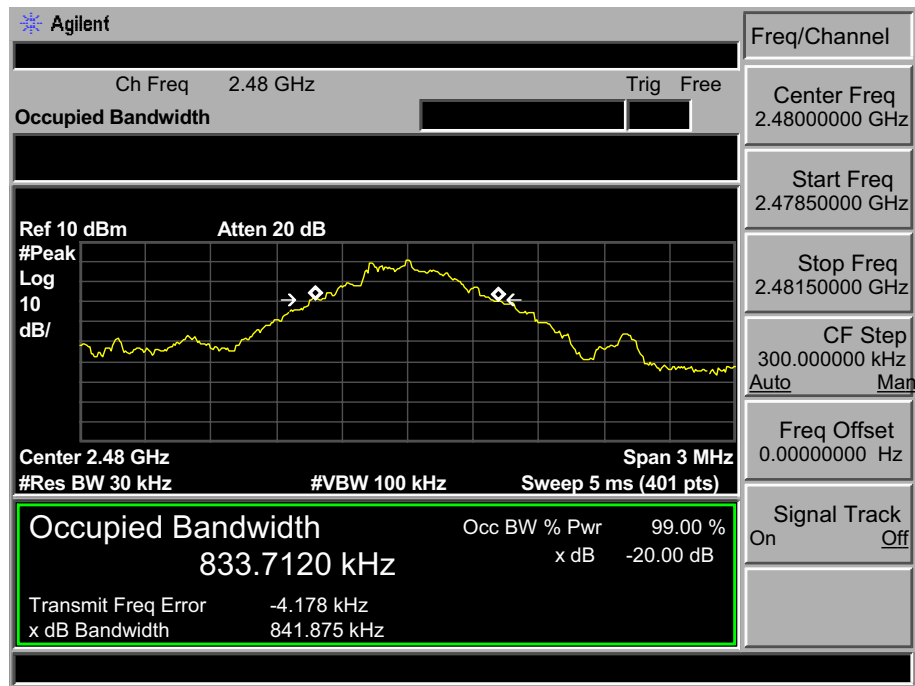 Agilent
Freq/Channel
Ch Freq 2.48 GHz Trig Free
Occupied Bandwidth
Center Freq
2.48000000 GHz
Start Freq
2.47850000 GHz
Stop Freq
2.48150000 GHz
CF Step
300.000000 kHz
Auto Man
Freq Offset
0.00000000 Hz
Signal Track
On Off
Ref 10 dBm Atten 20 dB
#Peak
Log
10
dB/
Center 2.48 GHz Span 3 MHz
#Res BW 30 kHz #VBW 100 kHz Sweep 5 ms (401 pts)
Occupied Bandwidth Occ BW % Pwr 99.00 %
833.7120 kHz x dB -20.00 dB
Transmit Freq Error -4.178 kHz
x dB Bandwidth 841.875 kHz